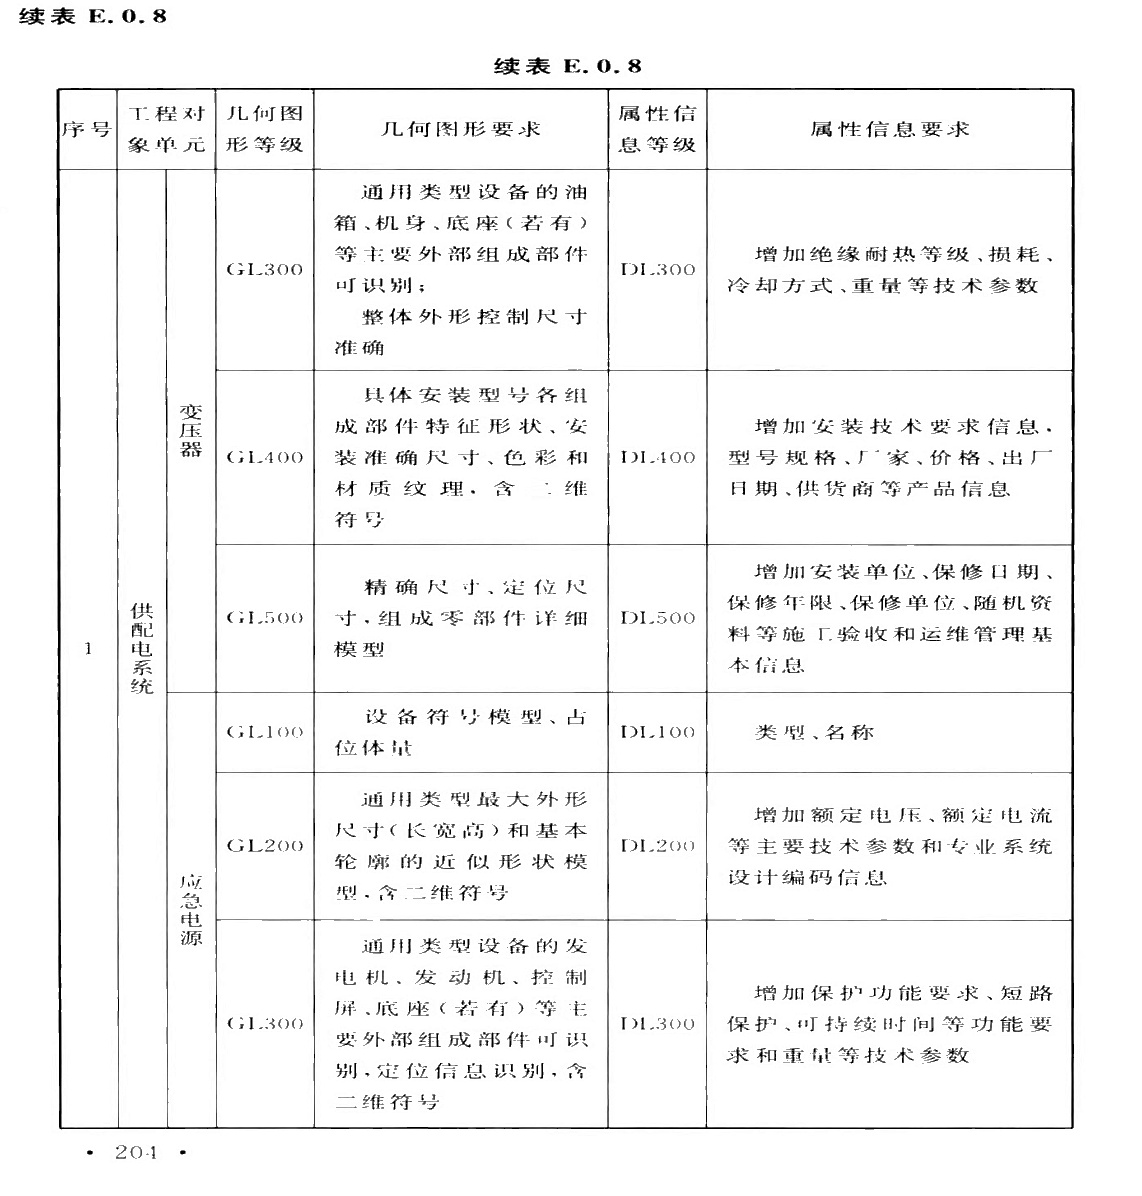 续表 E.0.8
续表 E.0.8
序号
工程对
象单元
几何图
形等级
几何图形要求
属性信
息等级
属性信息要求
1
供配电系统
变压器
GL300
通用类型设备的油
箱、机身、底座(若有)
等主要外部组成部件
可识别;
整体外形控制尺寸
准确
DL300
增加绝缘耐热等级、损耗、
冷却方式、重量等技术参数
GL400
具体安装型号各组
成部件特征形状、安
装准确尺寸、色彩和
材质纹理,含二维
符号
DL400
增加安装技术要求信息,
型号规格、厂家、价格、出厂
日期、供货商等产品信息
GL500
精确尺寸、定位尺
寸,组成零部件详细
模型
DL500
增加安装单位、保修日期、
保修年限、保修单位、随机资
料等施工验收和运维管理基
本信息
应急电源
GL100
设备符号模型、占
位体量
DL100
类型、名称
GL200
通用类型最大外形
尺寸(长宽高)和基本
轮廓的近似形状模
型,含二维符号
DL200
增加额定电压、额定电流
等主要技术参数和专业系统
设计编码信息
GL300
通用类型设备的发
电机、发动机、控制
屏、底座(若有)等主
要外部组成部件可识
别,定位信息识别,含
二维符号
DL300
增加保护功能要求、短路
保护、可持续时间等功能要
求和重量等技术参数
• 204 •